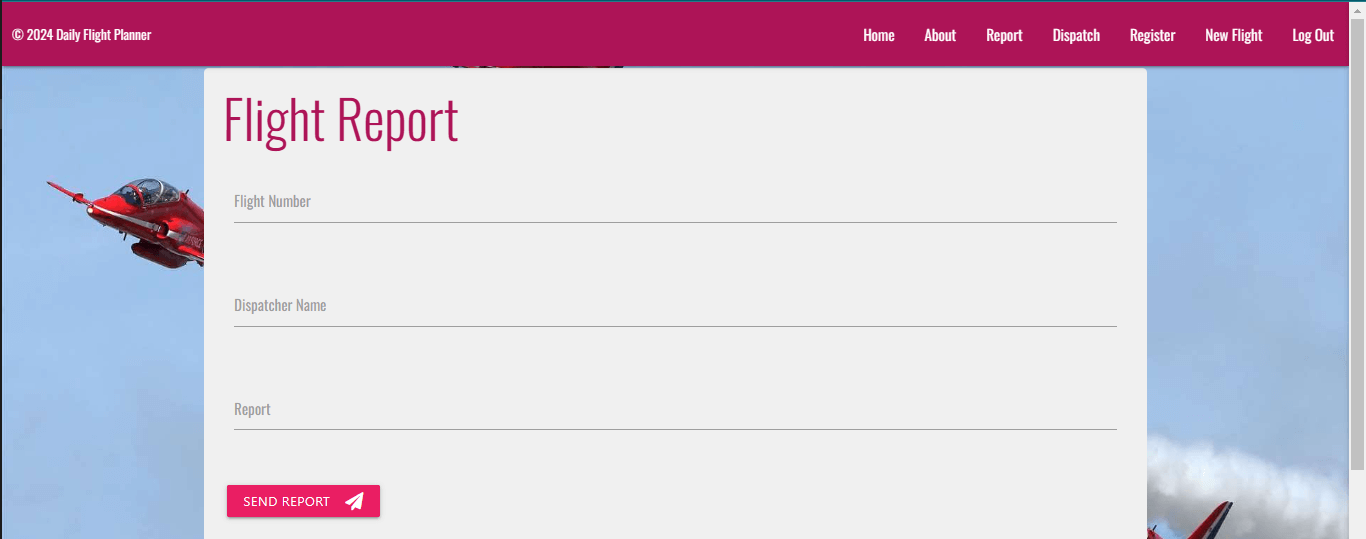 © 2024 Daily Flight Planner
Home About Report Dispatch Register New Flight Log Out
Flight Report
Flight Number
Dispatcher Name
Report
SEND REPORT